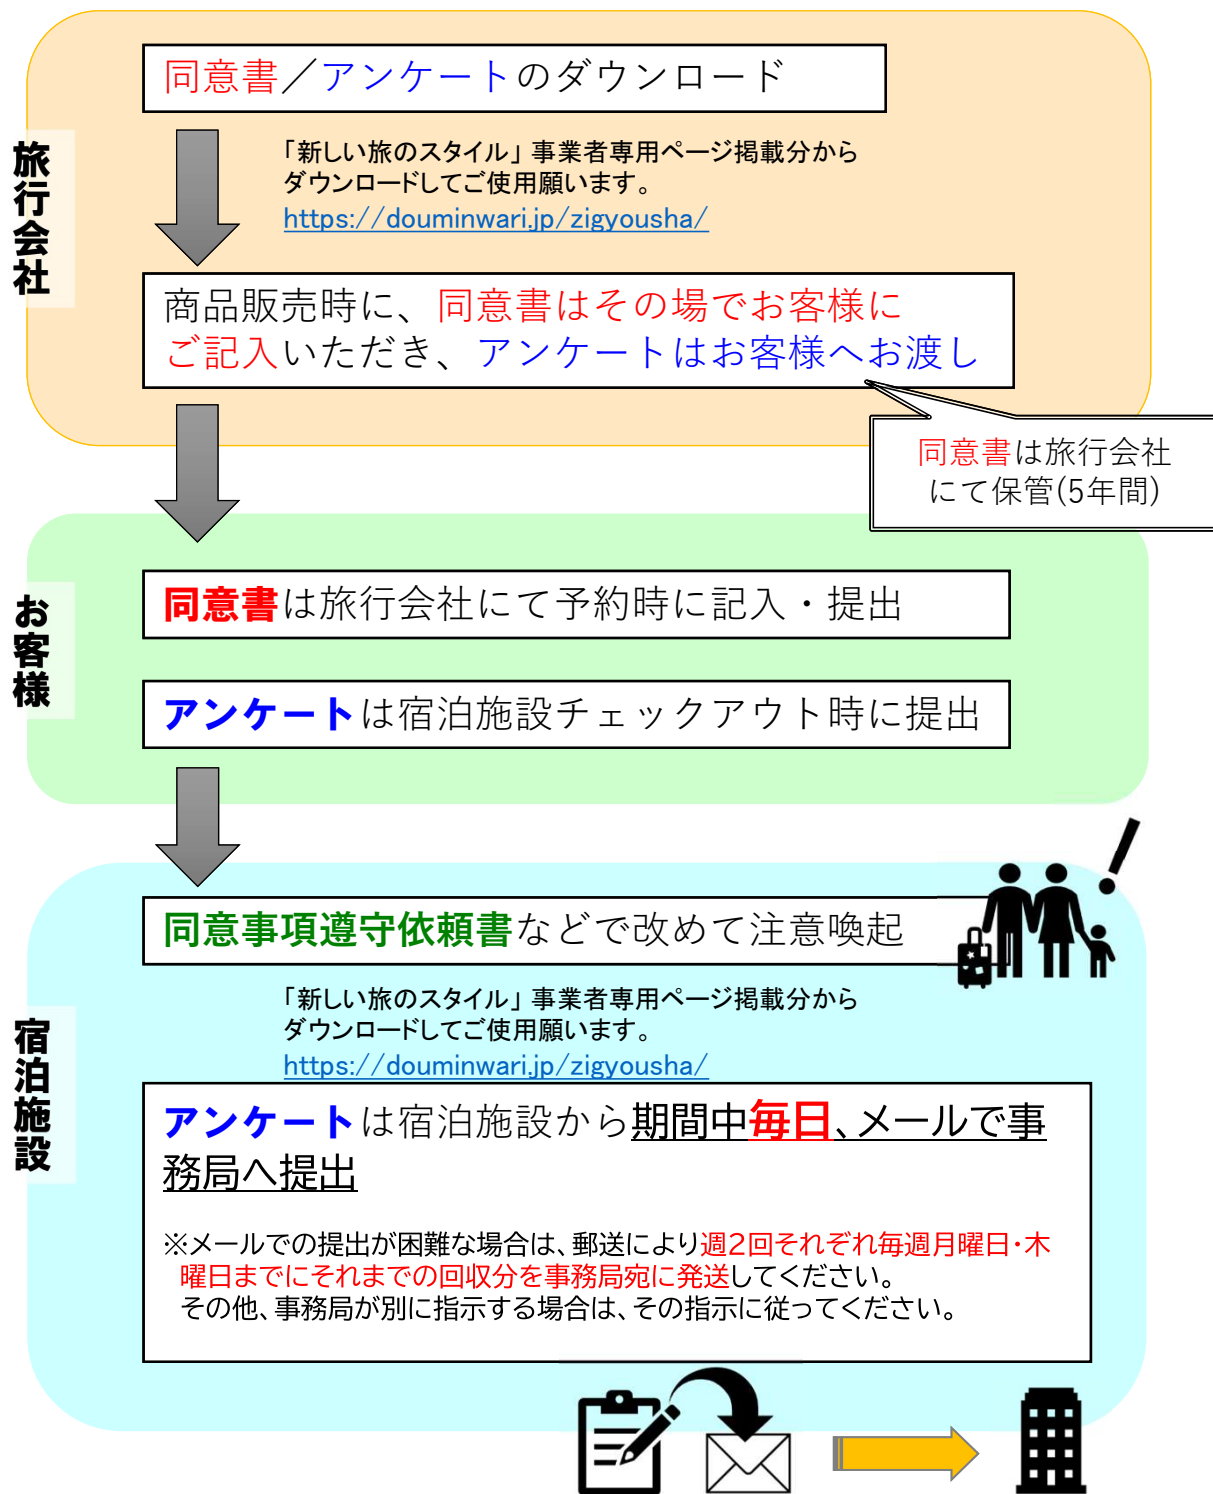 旅行会社
同意書／アンケートのダウンロード
「新しい旅のスタイル」事業者専用ページ掲載分から
ダウンロードしてご使用願います。
https://douminwari.jp/zigyousha/
商品販売時に、同意書はその場でお客様に
ご記入いただき、アンケートはお客様へお渡し
同意書は旅行会社
にて保管(5年間)
お客様
同意書は旅行会社にて予約時に記入・提出
アンケートは宿泊施設チェックアウト時に提出
宿泊施設
同意事項遵守依頼書などで改めて注意喚起
「新しい旅のスタイル」事業者専用ページ掲載分から
ダウンロードしてご使用願います。
https://douminwari.jp/zigyousha/
アンケートは宿泊施設から期間中毎日、メールで事
務局へ提出
※メールでの提出が困難な場合は、郵送により週2回それぞれ毎週月曜日・木
曜日までにそれまでの回収分を事務局宛に発送してください。
その他、事務局が別に指示する場合は、その指示に従ってください。